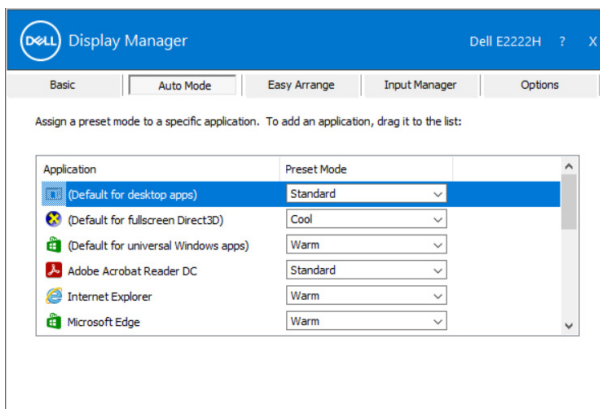 DELL Display Manager Dell E2222H ? X
Basic Auto Mode Easy Arrange Input Manager Options
Assign a preset mode to a specific application. To add an application, drag it to the list:
Application Preset Mode
(Default for desktop apps) Standard
(Default for fullscreen Direct3D) Cool
(Default for universal Windows apps) Warm
Adobe Acrobat Reader DC Standard
Internet Explorer Warm
Microsoft Edge Warm